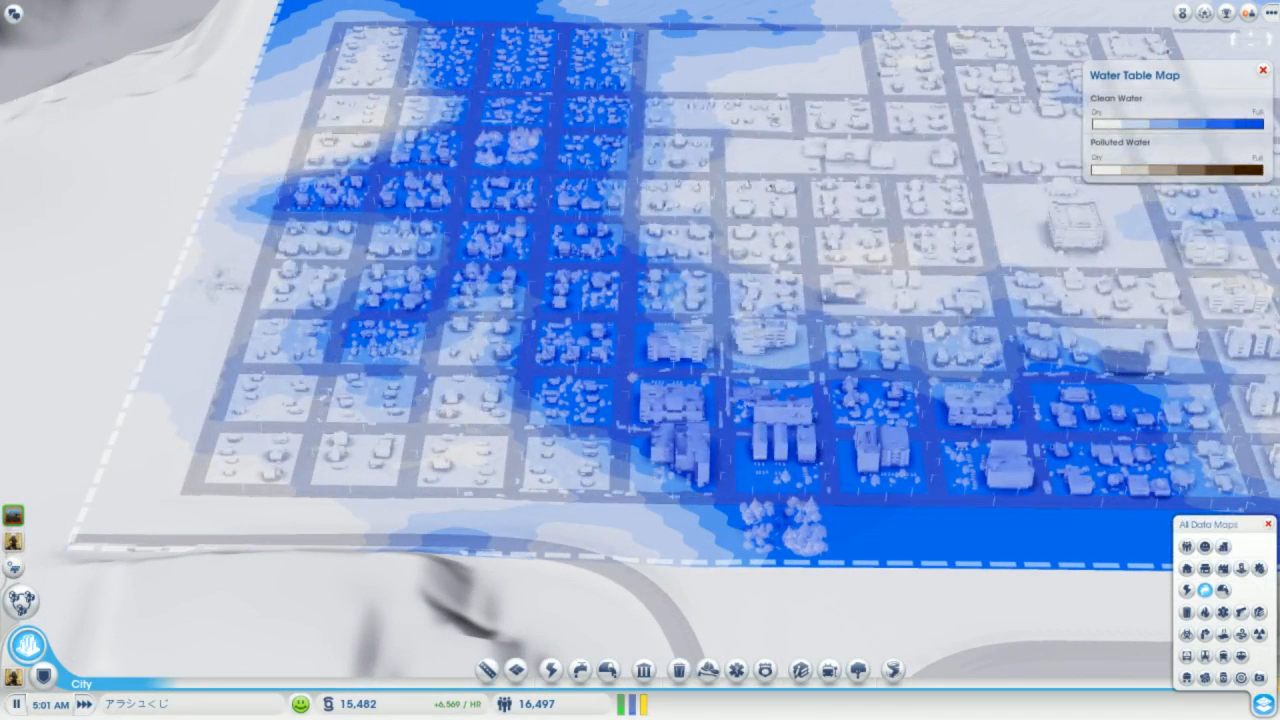 Water Table Map
Clean Water
Dry Full
Polluted Water
Dry Full
All Data Maps
City
5:01 AM アラシュくじ 15,482 +6,569 / HR 16,497